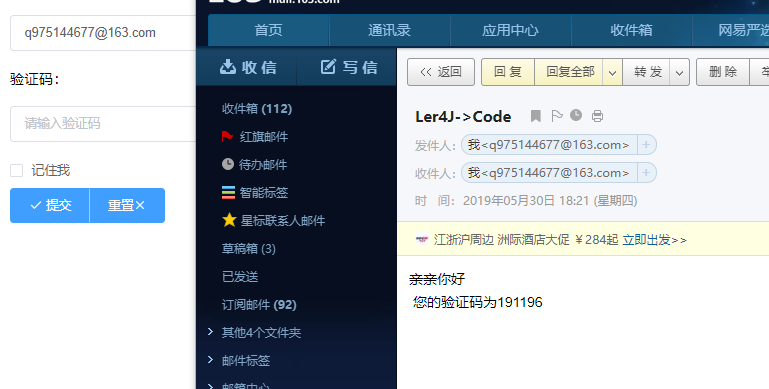 q975144677@163.com
验证码：
请输入验证码
记住我
提交 重置
mail.163.com
首页 通讯录 应用中心 收件箱 网易严选
收信 写信
收件箱 (112)
红旗邮件
待办邮件
智能标签
星标联系人邮件
草稿箱 (3)
已发送
订阅邮件 (92)
其他4个文件夹
邮件标签
邮箱中心
<< 返回 回复 回复全部 转发 删除
Ler4J->Code
发件人： 我<q975144677@163.com> +
收件人： 我<q975144677@163.com> +
时 间： 2019年05月30日 18:21 (星期四)
江浙沪周边 洲际酒店大促 ￥284起 立即出发>>
亲亲你好
您的验证码为191196